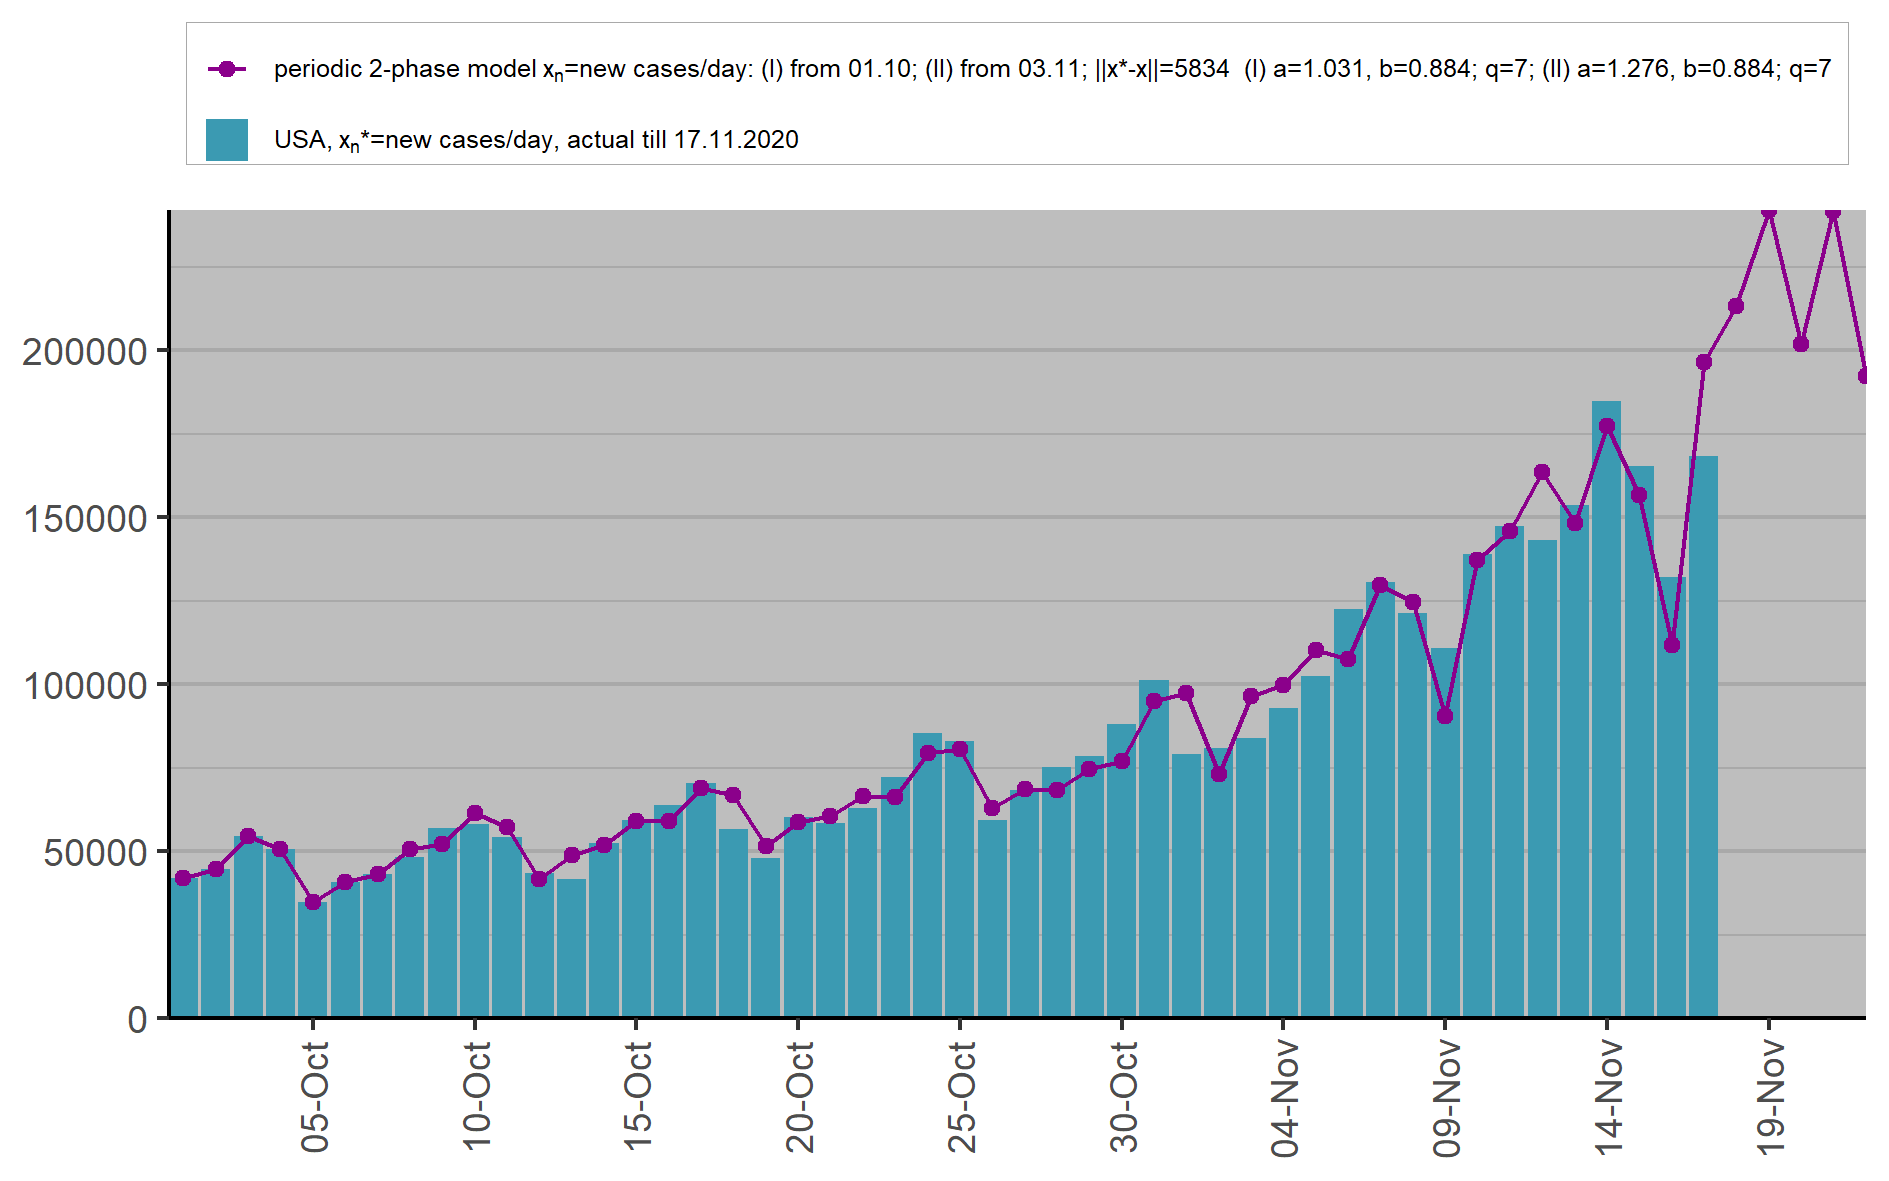 periodic 2-phase model xn=new cases/day: (I) from 01.10; (II) from 03.11; ||x*-x||=5834  (I) a=1.031, b=0.884; q=7; (II) a=1.276, b=0.884; q=7
USA, xn*=new cases/day, actual till 17.11.2020
200000
150000
100000
50000
0
05-Oct
10-Oct
15-Oct
20-Oct
25-Oct
30-Oct
04-Nov
09-Nov
14-Nov
19-Nov